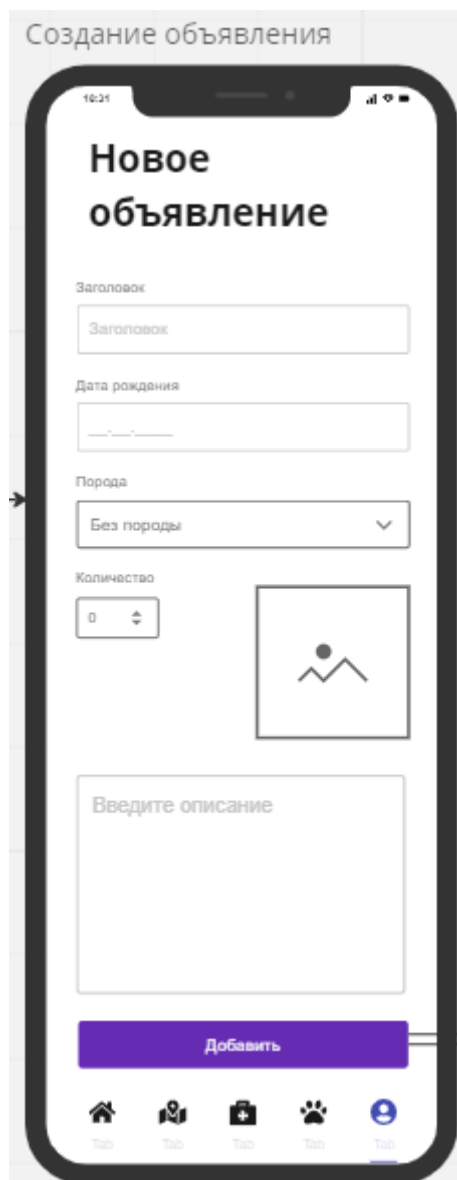 Создание объявления
10:31
Новое
объявление
Заголовок
Заголовок
Дата рождения
__.__.____
Порода
Без породы
Количество
0
Введите описание
Добавить
Tab Tab Tab Tab Tab